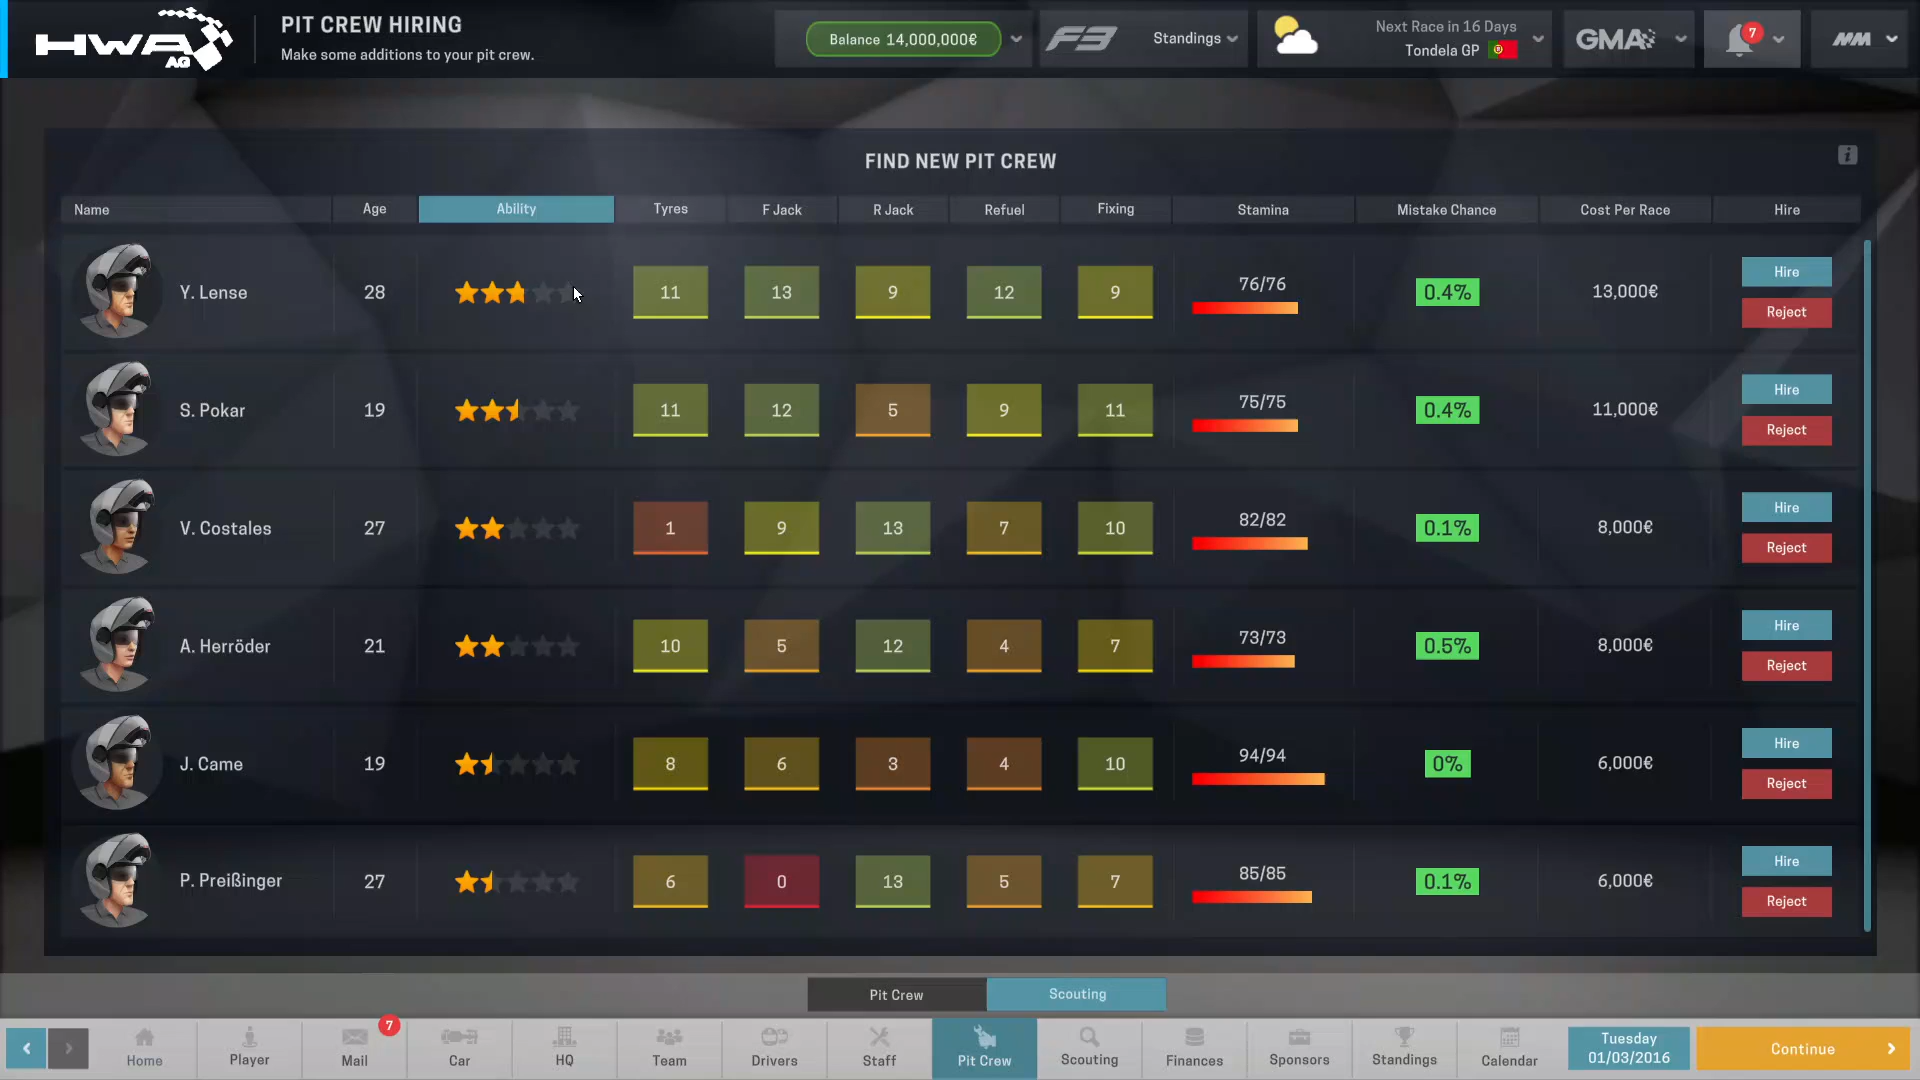 HWA AG
PIT CREW HIRING
Make some additions to your pit crew.
Balance 14,000,000€
F3 Standings
Next Race in 16 Days
Tondela GP
GMA
7
MM
FIND NEW PIT CREW
i
Name Age Ability Tyres F Jack R Jack Refuel Fixing Stamina Mistake Chance Cost Per Race Hire
Y. Lense 28 11 13 9 12 9 76/76 0.4% 13,000€ Hire
Reject
S. Pokar 19 11 12 5 9 11 75/75 0.4% 11,000€ Hire
Reject
V. Costales 27 1 9 13 7 10 82/82 0.1% 8,000€ Hire
Reject
A. Herröder 21 10 5 12 4 7 73/73 0.5% 8,000€ Hire
Reject
J. Came 19 8 6 3 4 10 94/94 0% 6,000€ Hire
Reject
P. Preißinger 27 6 0 13 5 7 85/85 0.1% 6,000€ Hire
Reject
Pit Crew Scouting
7
Home Player Mail Car HQ Team Drivers Staff Pit Crew Scouting Finances Sponsors Standings Calendar
Tuesday
01/03/2016
Continue